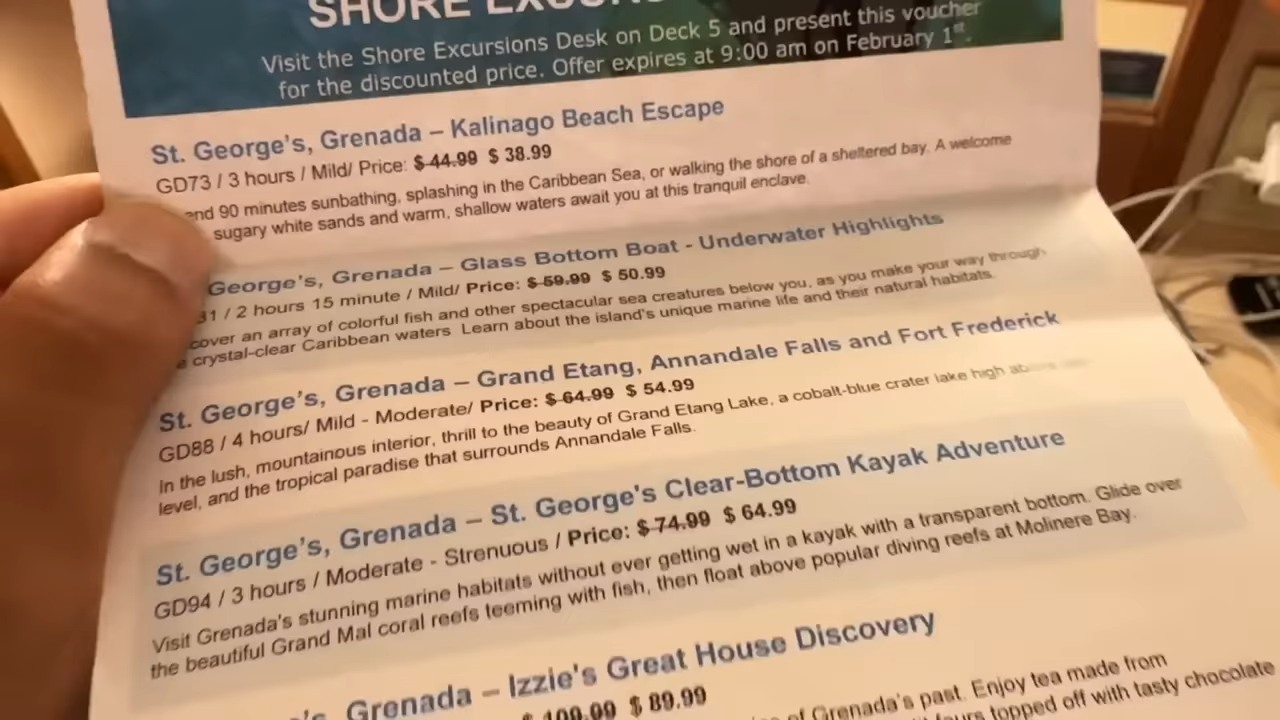 SHORE
Visit the Shore Excursions Desk on Deck 5 and present this voucher
for the discounted price. Offer expires at 9:00 am on February 1st.
St. George's, Grenada – Kalinago Beach Escape
GD73 / 3 hours / Mild/ Price: $ 44.99 $ 38.99
90 minutes sunbathing, splashing in the Caribbean Sea, or walking the shore of a sheltered bay. A welcome
sugary white sands and warm, shallow waters await you at this tranquil enclave.
George's, Grenada – Glass Bottom Boat - Underwater Highlights
/ 2 hours 15 minute / Mild/ Price: $ 59.99 $ 50.99
cover an array of colorful fish and other spectacular sea creatures below you, as you make your way through
crystal-clear Caribbean waters Learn about the island's unique marine life and their natural habitats.
St. George's, Grenada – Grand Etang, Annandale Falls and Fort Frederick
GD88 / 4 hours/ Mild - Moderate/ Price: $ 64.99 $ 54.99
In the lush, mountainous interior, thrill to the beauty of Grand Etang Lake, a cobalt-blue crater lake high above
level, and the tropical paradise that surrounds Annandale Falls.
St. George's, Grenada – St. George's Clear-Bottom Kayak Adventure
GD94 / 3 hours / Moderate - Strenuous / Price: $ 74.99 $ 64.99
Visit Grenada's stunning marine habitats without ever getting wet in a kayak with a transparent bottom. Glide over
the beautiful Grand Mal coral reefs teeming with fish, then float above popular diving reefs at Molinere Bay.
Grenada – Izzie's Great House Discovery
$ 109.99 $ 89.99
of Grenada's past. Enjoy tea made from
topped off with tasty chocolate